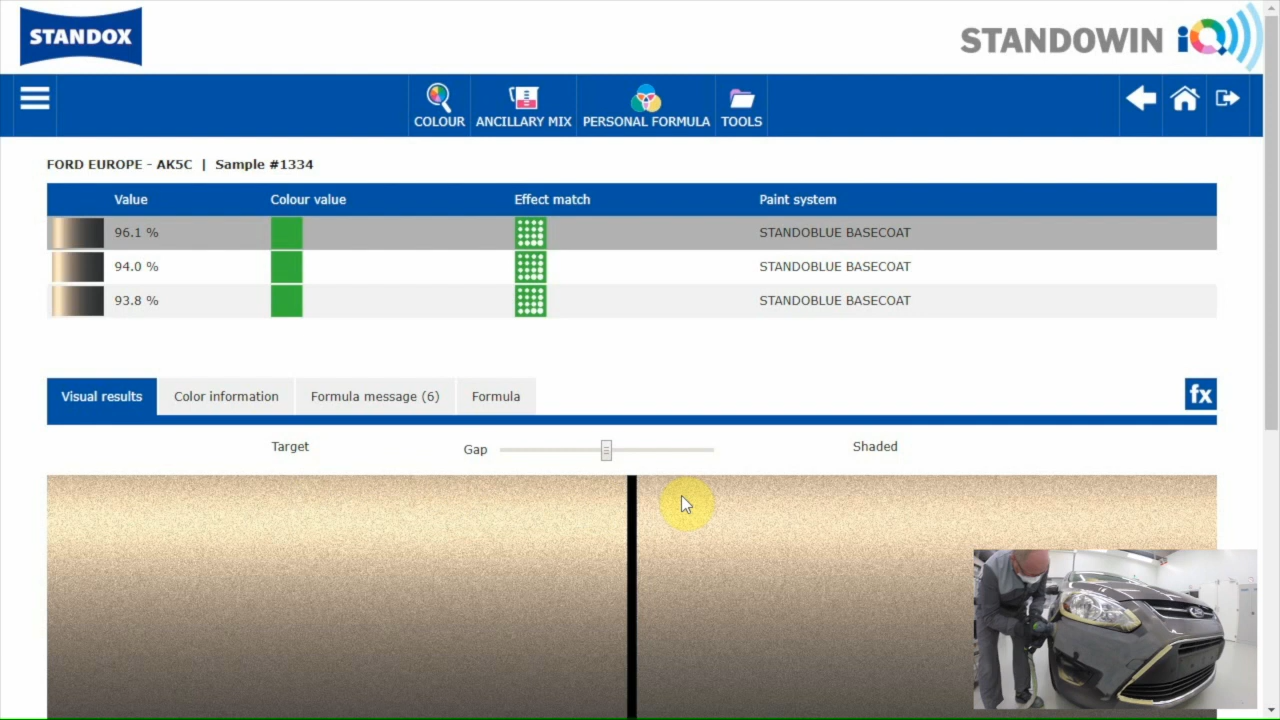 STANDOX
STANDOWIN iQ
COLOUR
ANCILLARY MIX
PERSONAL FORMULA
TOOLS
FORD EUROPE - AK5C | Sample #1334
Value Colour value Effect match Paint system
96.1 % STANDOBLUE BASECOAT
94.0 % STANDOBLUE BASECOAT
93.8 % STANDOBLUE BASECOAT
Visual results Color information Formula message (6) Formula fx
Target Gap Shaded